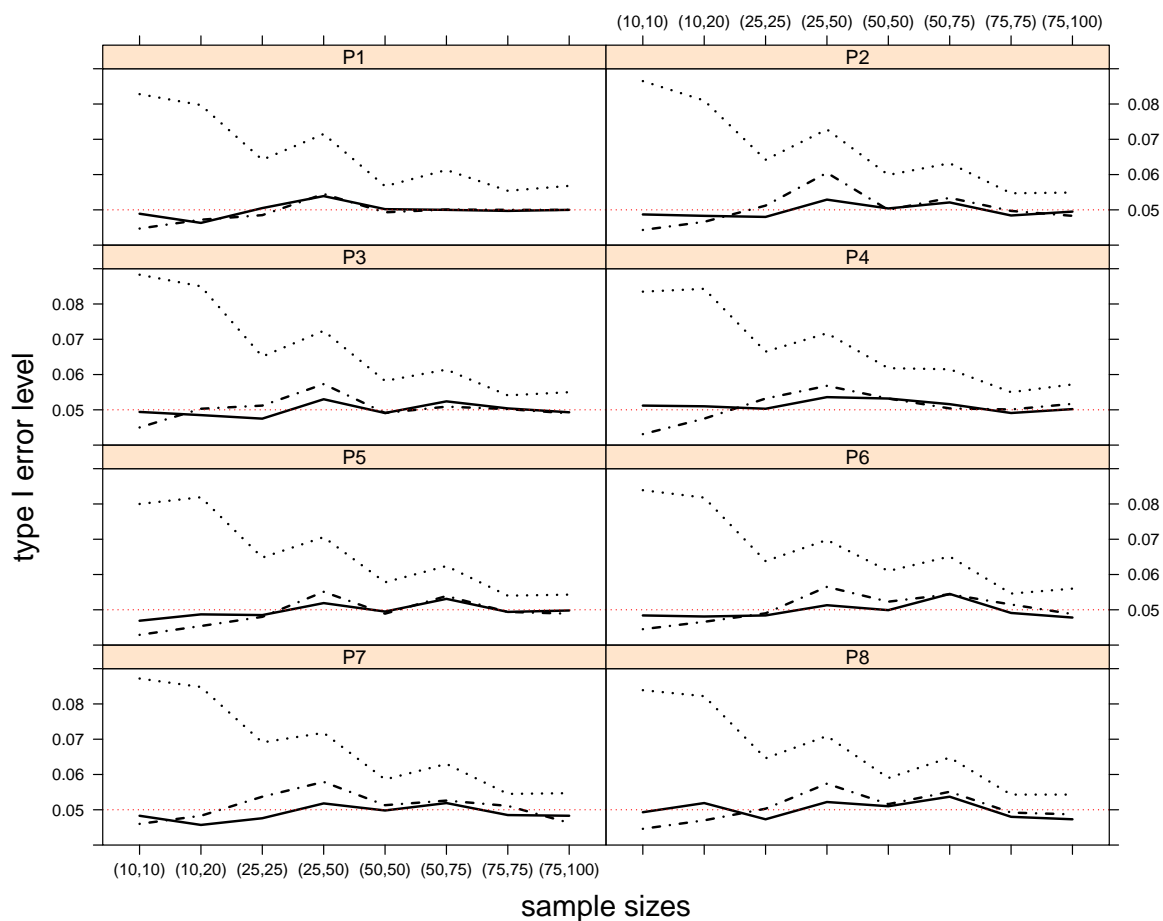 (10,10) (10,20) (25,25) (25,50) (50,50) (50,75) (75,75) (75,100)
P1 P2
0.08
0.07
0.06
0.05
P3 P4
0.08
0.07
0.06
0.05
P5 P6
0.08
0.07
0.06
0.05
P7 P8
0.08
0.07
0.06
0.05
(10,10) (10,20) (25,25) (25,50) (50,50) (50,75) (75,75) (75,100)
sample sizes
type I error level